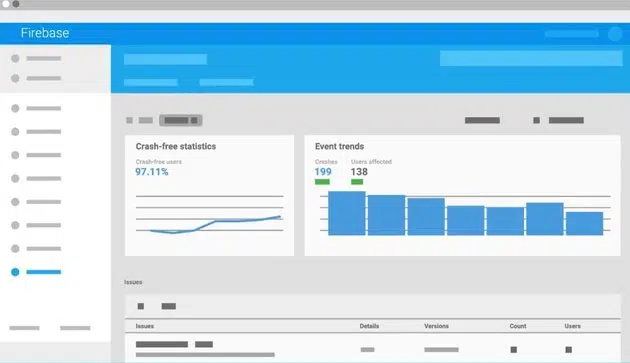 Firebase
Crash-free statistics
Crash-free users
97.11%
Event trends
Crashes Users affected
199 138
Issues
Issues Details Versions Count Users